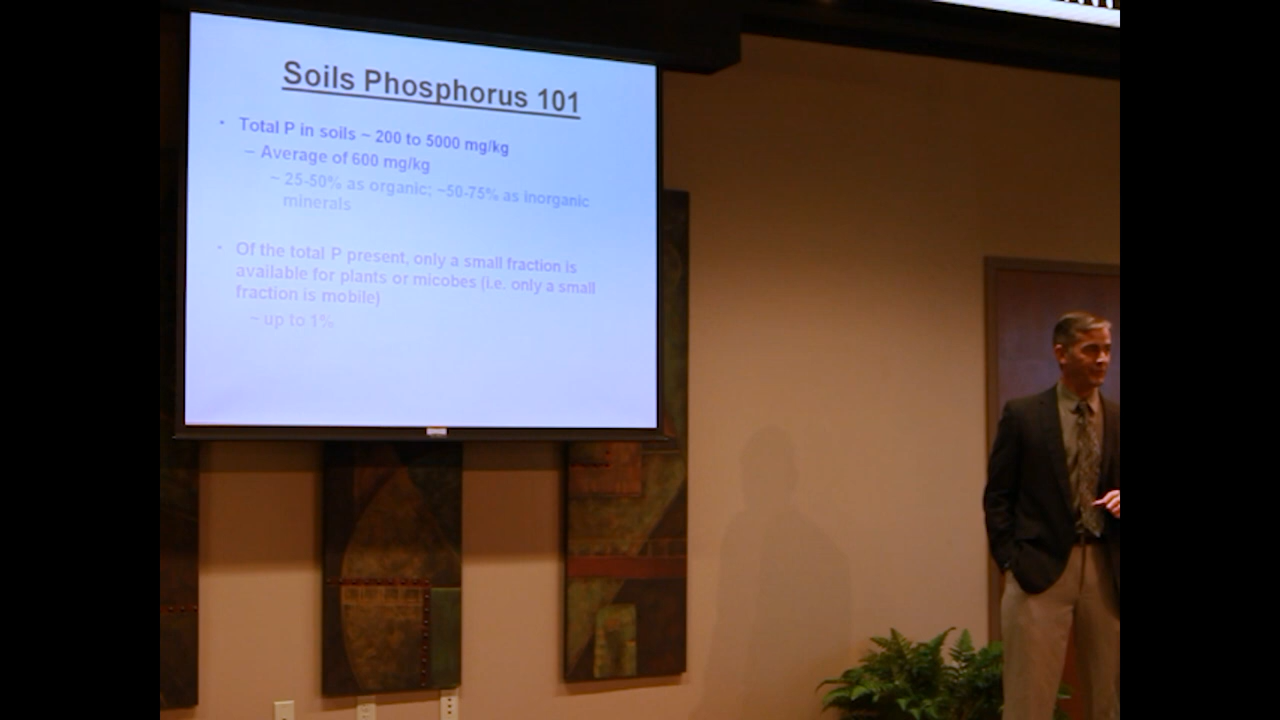 Soils Phosphorus 101
• Total P in soils ~ 200 to 5000 mg/kg
– Average of 600 mg/kg
~ 25-50% as organic; ~50-75% as inorganic
minerals
• Of the total P present, only a small fraction is
available for plants or micobes (i.e. only a small
fraction is mobile)
~ up to 1%